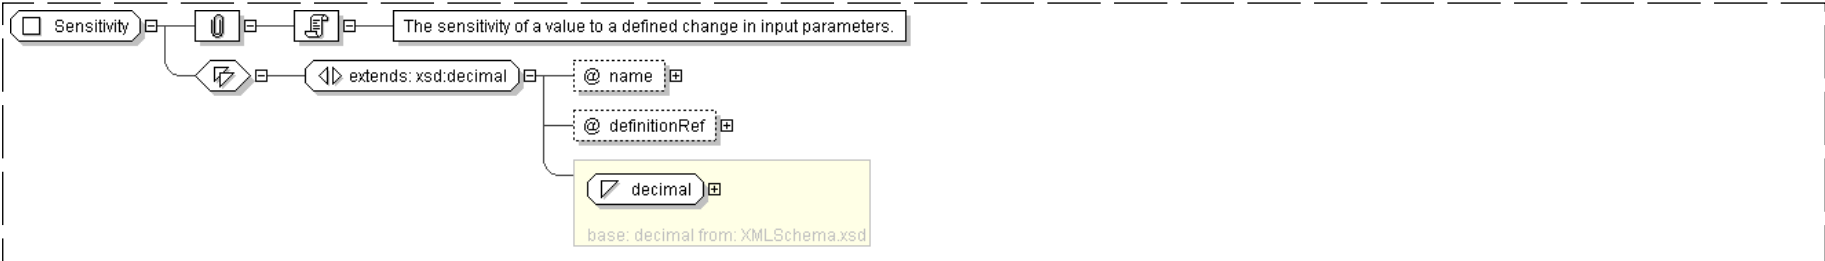 Sensitivity
The sensitivity of a value to a defined change in input parameters.
extends: xsd:decimal
@ name
@ definitionRef
decimal
base: decimal from: XMLSchema.xsd